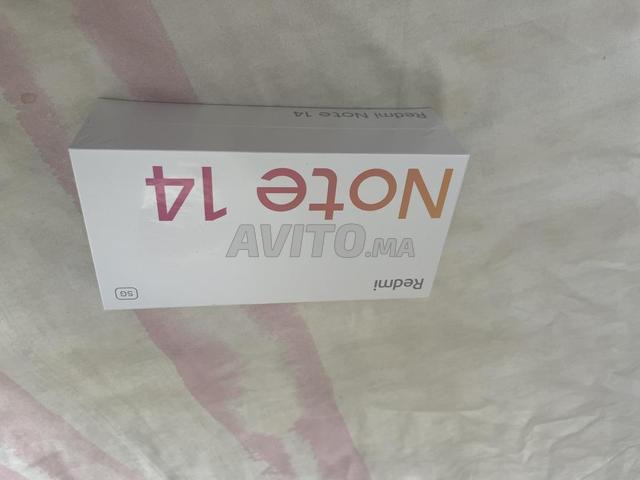 Redmi Note 14
Redmi
5G
Note 14
AVITO.MA